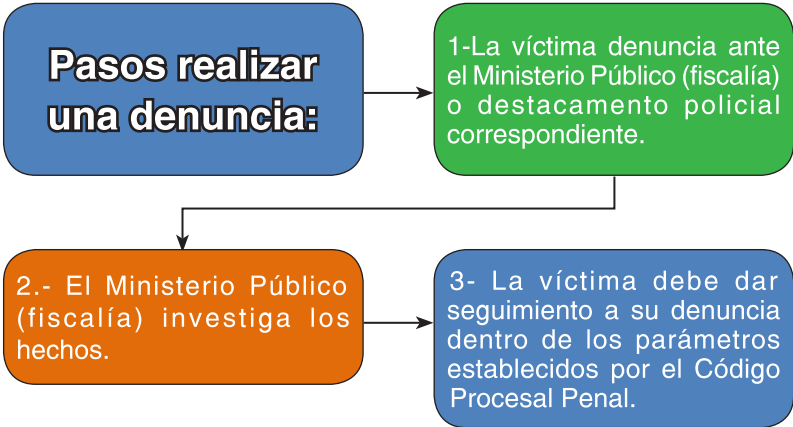 Pasos realizar
una denuncia:
1-La víctima denuncia ante
el Ministerio Público (fiscalía)
o destacamento policial
correspondiente.
2.- El Ministerio Público
(fiscalía) investiga los
hechos.
3- La víctima debe dar
seguimiento a su denuncia
dentro de los parámetros
establecidos por el Código
Procesal Penal.